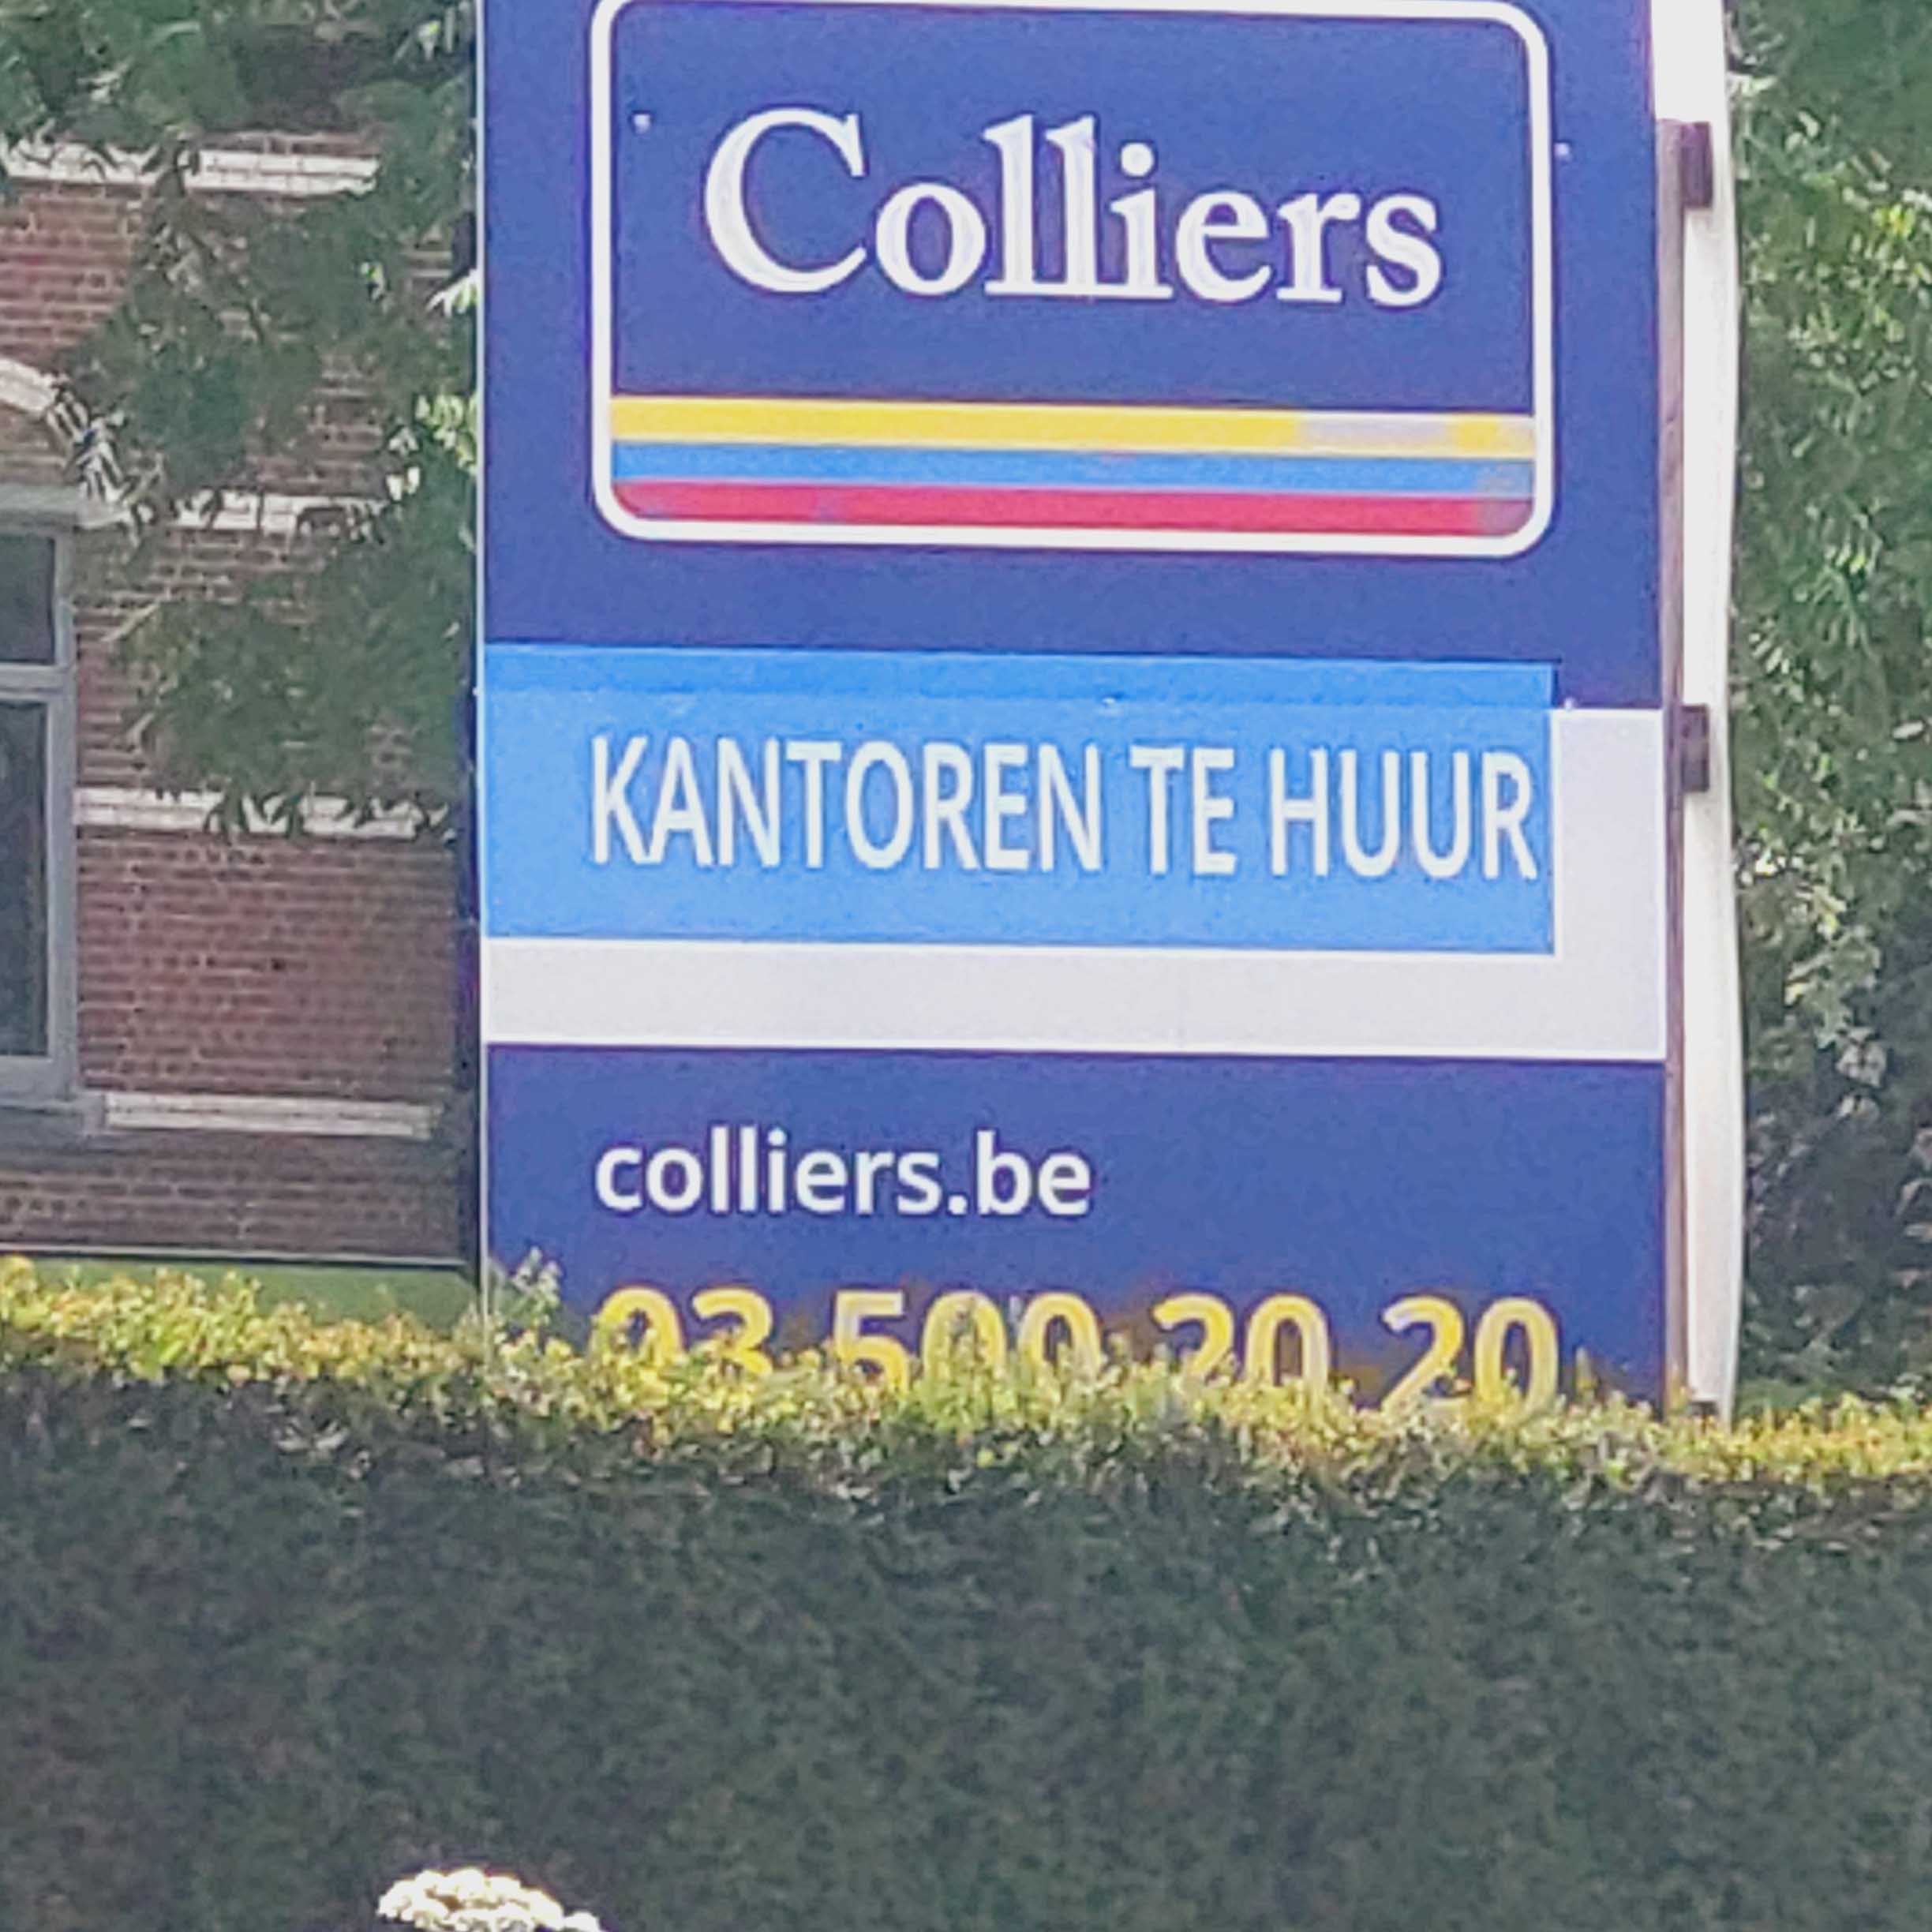 Colliers
KANTOREN TE HUUR
colliers.be
03 500 20 20